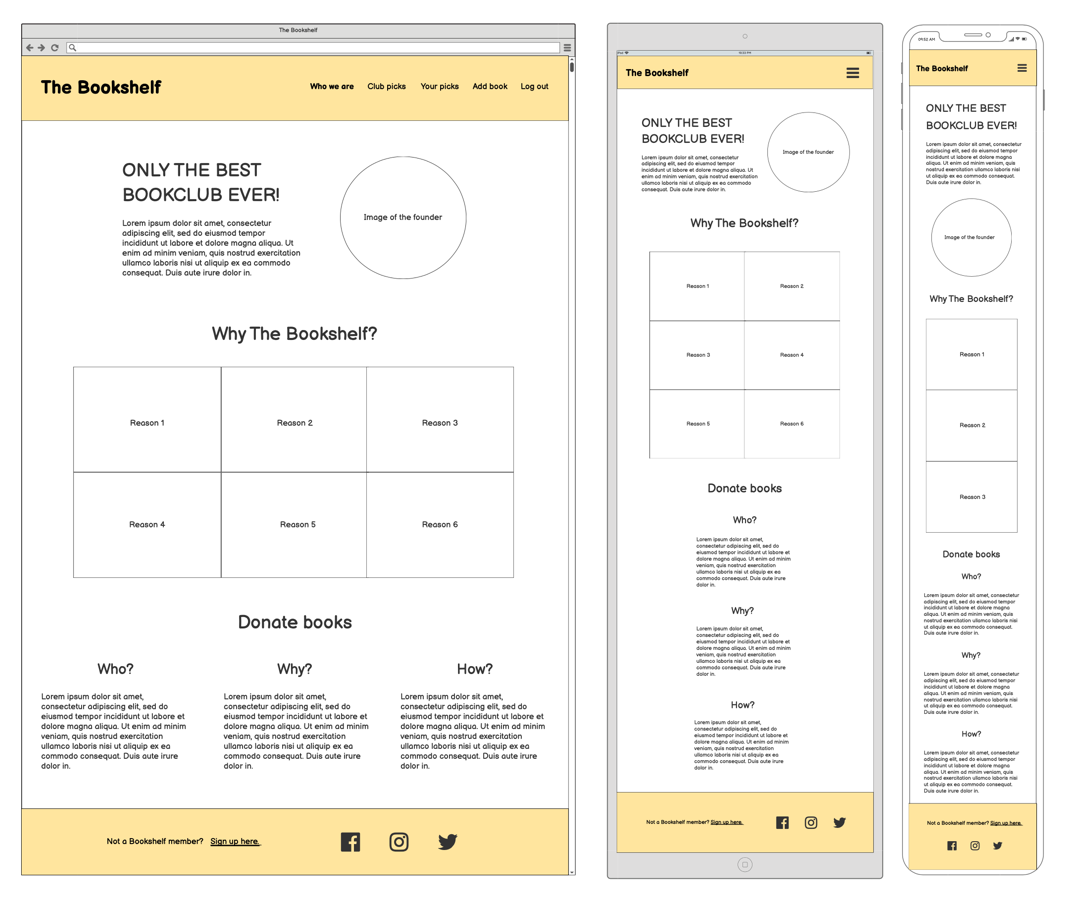 The Bookshelf
The Bookshelf
Who we are Club picks Your picks Add book Log out
ONLY THE BEST
BOOKCLUB EVER!
Lorem ipsum dolor sit amet, consectetur
adipiscing elit, sed do eiusmod tempor
incididunt ut labore et dolore magna aliqua. Ut
enim ad minim veniam, quis nostrud exercitation
ullamco laboris nisi ut aliquip ex ea commodo
consequat. Duis aute irure dolor in.
Image of the founder
Why The Bookshelf?
Reason 1 Reason 2 Reason 3
Reason 4 Reason 5 Reason 6
Donate books
Who?
Lorem ipsum dolor sit amet,
consectetur adipiscing elit, sed do
eiusmod tempor incididunt ut labore et
dolore magna aliqua. Ut enim ad minim
veniam, quis nostrud exercitation
ullamco laboris nisi ut aliquip ex ea
commodo consequat. Duis aute irure
dolor in.
Why?
Lorem ipsum dolor sit amet,
consectetur adipiscing elit, sed do
eiusmod tempor incididunt ut labore et
dolore magna aliqua. Ut enim ad minim
veniam, quis nostrud exercitation
ullamco laboris nisi ut aliquip ex ea
commodo consequat. Duis aute irure
dolor in.
How?
Lorem ipsum dolor sit amet,
consectetur adipiscing elit, sed do
eiusmod tempor incididunt ut labore et
dolore magna aliqua. Ut enim ad minim
veniam, quis nostrud exercitation
ullamco laboris nisi ut aliquip ex ea
commodo consequat. Duis aute irure
dolor in.
Not a Bookshelf member? Sign up here.
The Bookshelf
ONLY THE BEST
BOOKCLUB EVER!
Lorem ipsum dolor sit amet, consectetur
adipiscing elit, sed do eiusmod tempor
incididunt ut labore et dolore magna aliqua. Ut
enim ad minim veniam, quis nostrud exercitation
ullamco laboris nisi ut aliquip ex ea commodo
consequat. Duis aute irure dolor in.
Image of the founder
Why The Bookshelf?
Reason 1 Reason 2
Reason 3 Reason 4
Reason 5 Reason 6
Donate books
Who?
Lorem ipsum dolor sit amet,
consectetur adipiscing elit, sed do
eiusmod tempor incididunt ut labore et
dolore magna aliqua. Ut enim ad minim
veniam, quis nostrud exercitation
ullamco laboris nisi ut aliquip ex ea
commodo consequat. Duis aute irure
dolor in.
Why?
Lorem ipsum dolor sit amet,
consectetur adipiscing elit, sed do
eiusmod tempor incididunt ut labore et
dolore magna aliqua. Ut enim ad minim
veniam, quis nostrud exercitation
ullamco laboris nisi ut aliquip ex ea
commodo consequat. Duis aute irure
dolor in.
How?
Lorem ipsum dolor sit amet,
consectetur adipiscing elit, sed do
eiusmod tempor incididunt ut labore et
dolore magna aliqua. Ut enim ad minim
veniam, quis nostrud exercitation
ullamco laboris nisi ut aliquip ex ea
commodo consequat. Duis aute irure
dolor in.
Not a Bookshelf member? Sign up here.
09:02 AM
The Bookshelf
ONLY THE BEST
BOOKCLUB EVER!
Lorem ipsum dolor sit amet, consectetur
adipiscing elit, sed do eiusmod tempor
incididunt ut labore et dolore magna
aliqua. Ut enim ad minim veniam, quis
nostrud exercitation ullamco laboris nisi
ut aliquip ex ea commodo consequat.
Duis aute irure dolor in.
Image of the founder
Why The Bookshelf?
Reason 1
Reason 2
Reason 3
Donate books
Who?
Lorem ipsum dolor sit amet, consectetur
adipiscing elit, sed do eiusmod tempor
incididunt ut labore et dolore magna
aliqua. Ut enim ad minim veniam, quis
nostrud exercitation ullamco laboris nisi
ut aliquip ex ea commodo consequat.
Duis aute irure dolor in.
Why?
Lorem ipsum dolor sit amet, consectetur
adipiscing elit, sed do eiusmod tempor
incididunt ut labore et dolore magna
aliqua. Ut enim ad minim veniam, quis
nostrud exercitation ullamco laboris nisi
ut aliquip ex ea commodo consequat.
Duis aute irure dolor in.
How?
Lorem ipsum dolor sit amet, consectetur
adipiscing elit, sed do eiusmod tempor
incididunt ut labore et dolore magna
aliqua. Ut enim ad minim veniam, quis
nostrud exercitation ullamco laboris nisi
ut aliquip ex ea commodo consequat.
Duis aute irure dolor in.
Not a Bookshelf member? Sign up here.